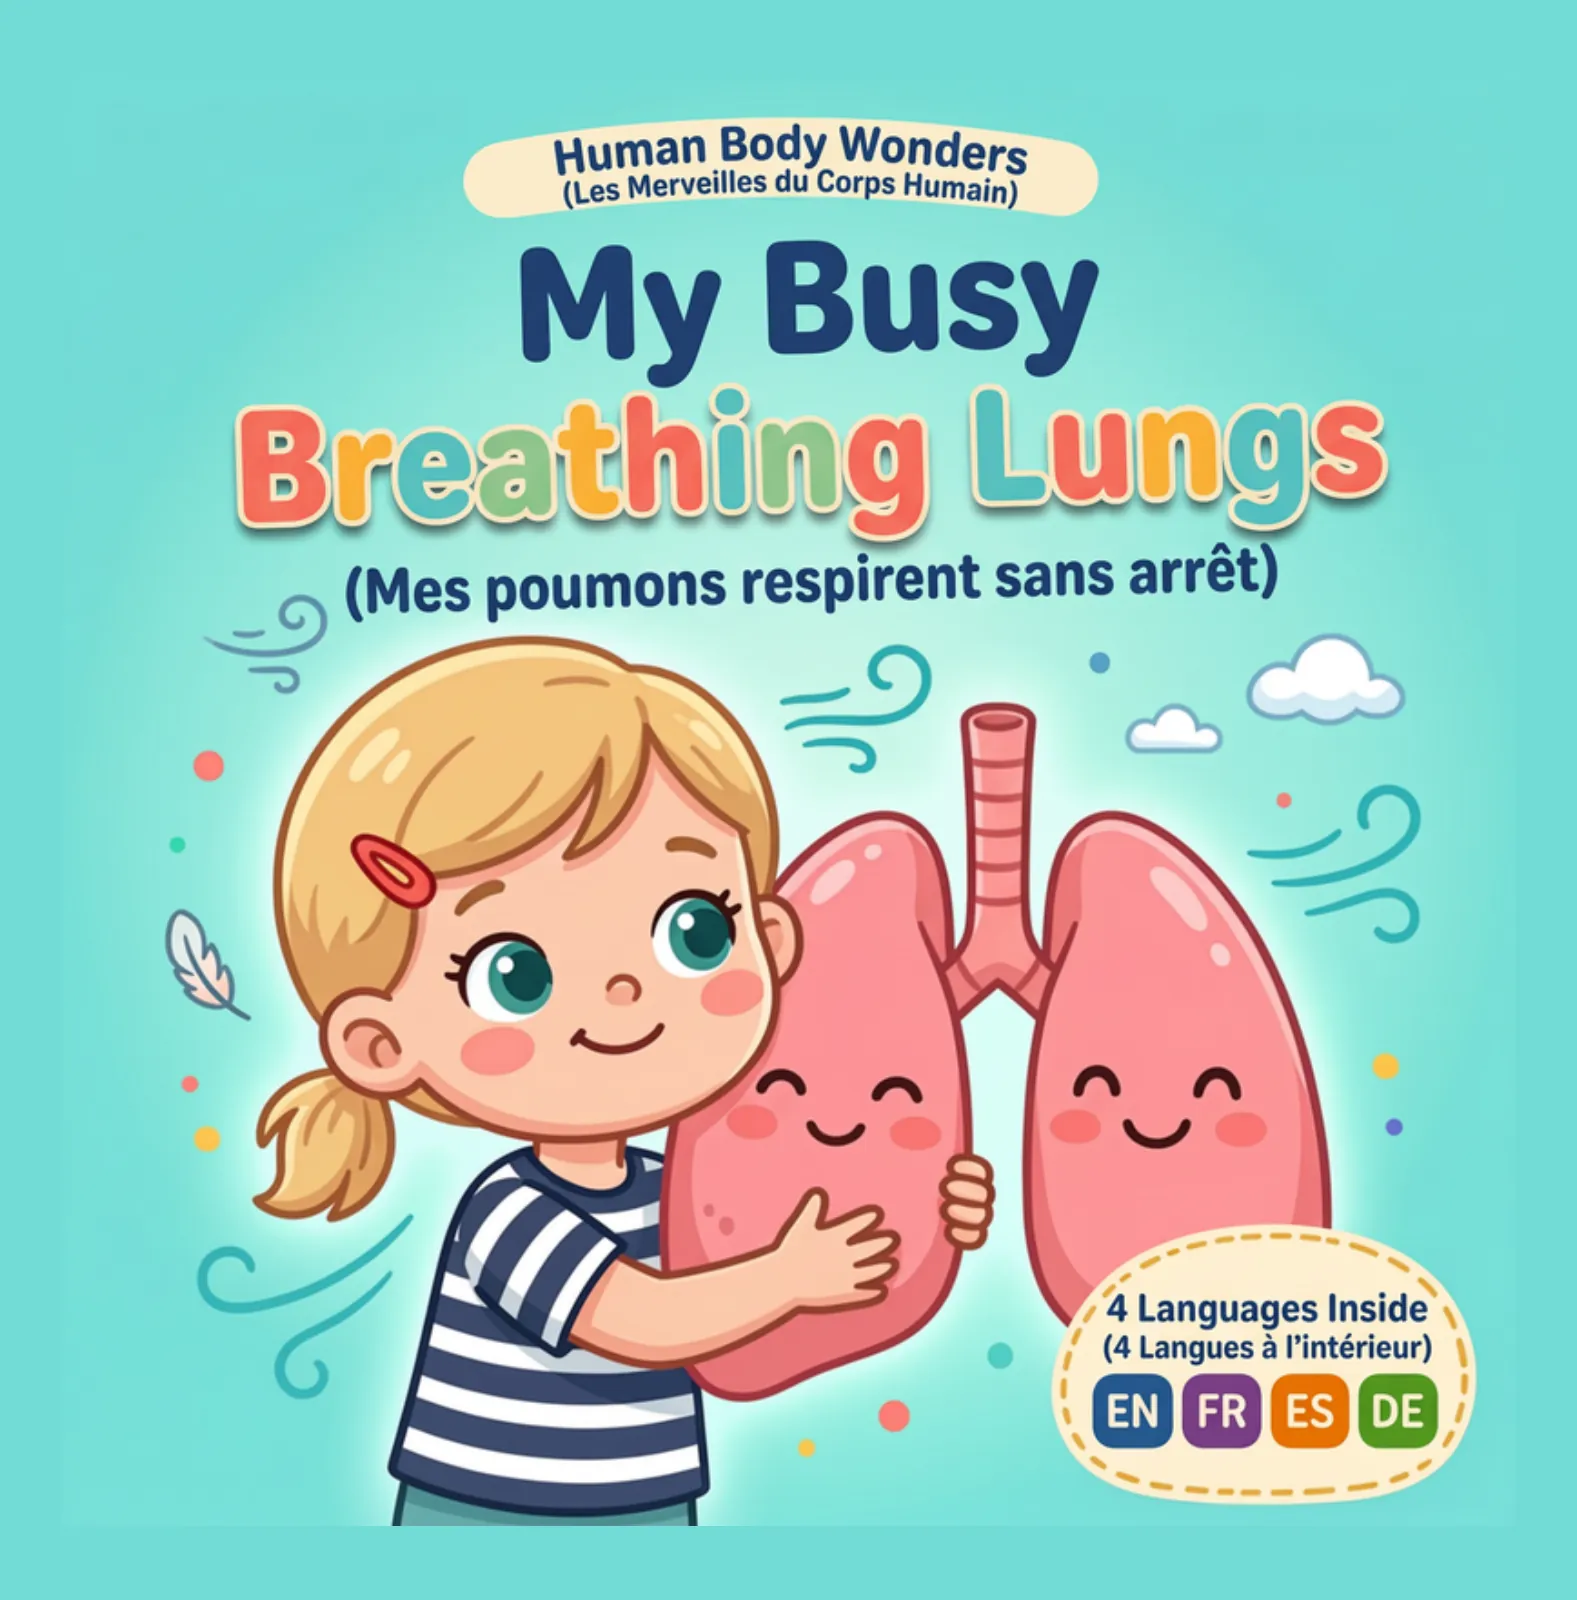 Human Body Wonders
(Les Merveilles du Corps Humain)
My Busy
Breathing Lungs
(Mes poumons respirent sans arrêt)
4 Languages Inside
(4 Langues à l'intérieur)
EN FR ES DE